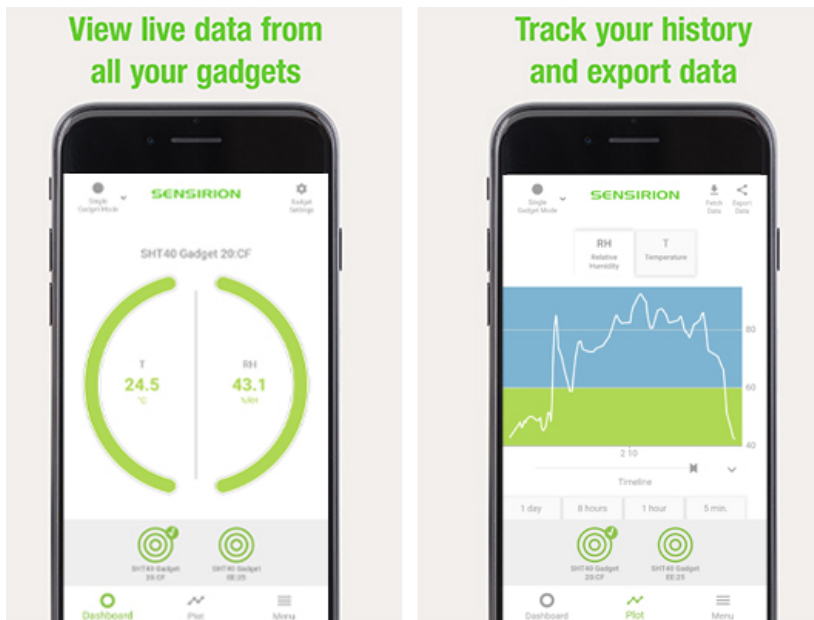 View live data from
all your gadgets
Single
Gadget Mode
SENSIRION
Gadget
Settings
SHT40 Gadget 20:CF
T
24.5
°C
RH
43.1
%RH
SHT40 Gadget
20:CF
SHT40 Gadget
EE:25
Dashboard
Plot
Menu
Track your history
and export data
Single
Gadget Mode
SENSIRION
Fetch
Data
Export
Data
RH
Relative
Humidity
T
Temperature
80
60
40
2 10
Timeline
1 day
8 hours
1 hour
5 min.
SHT40 Gadget
20:CF
SHT40 Gadget
EE:25
Dashboard
Plot
Menu